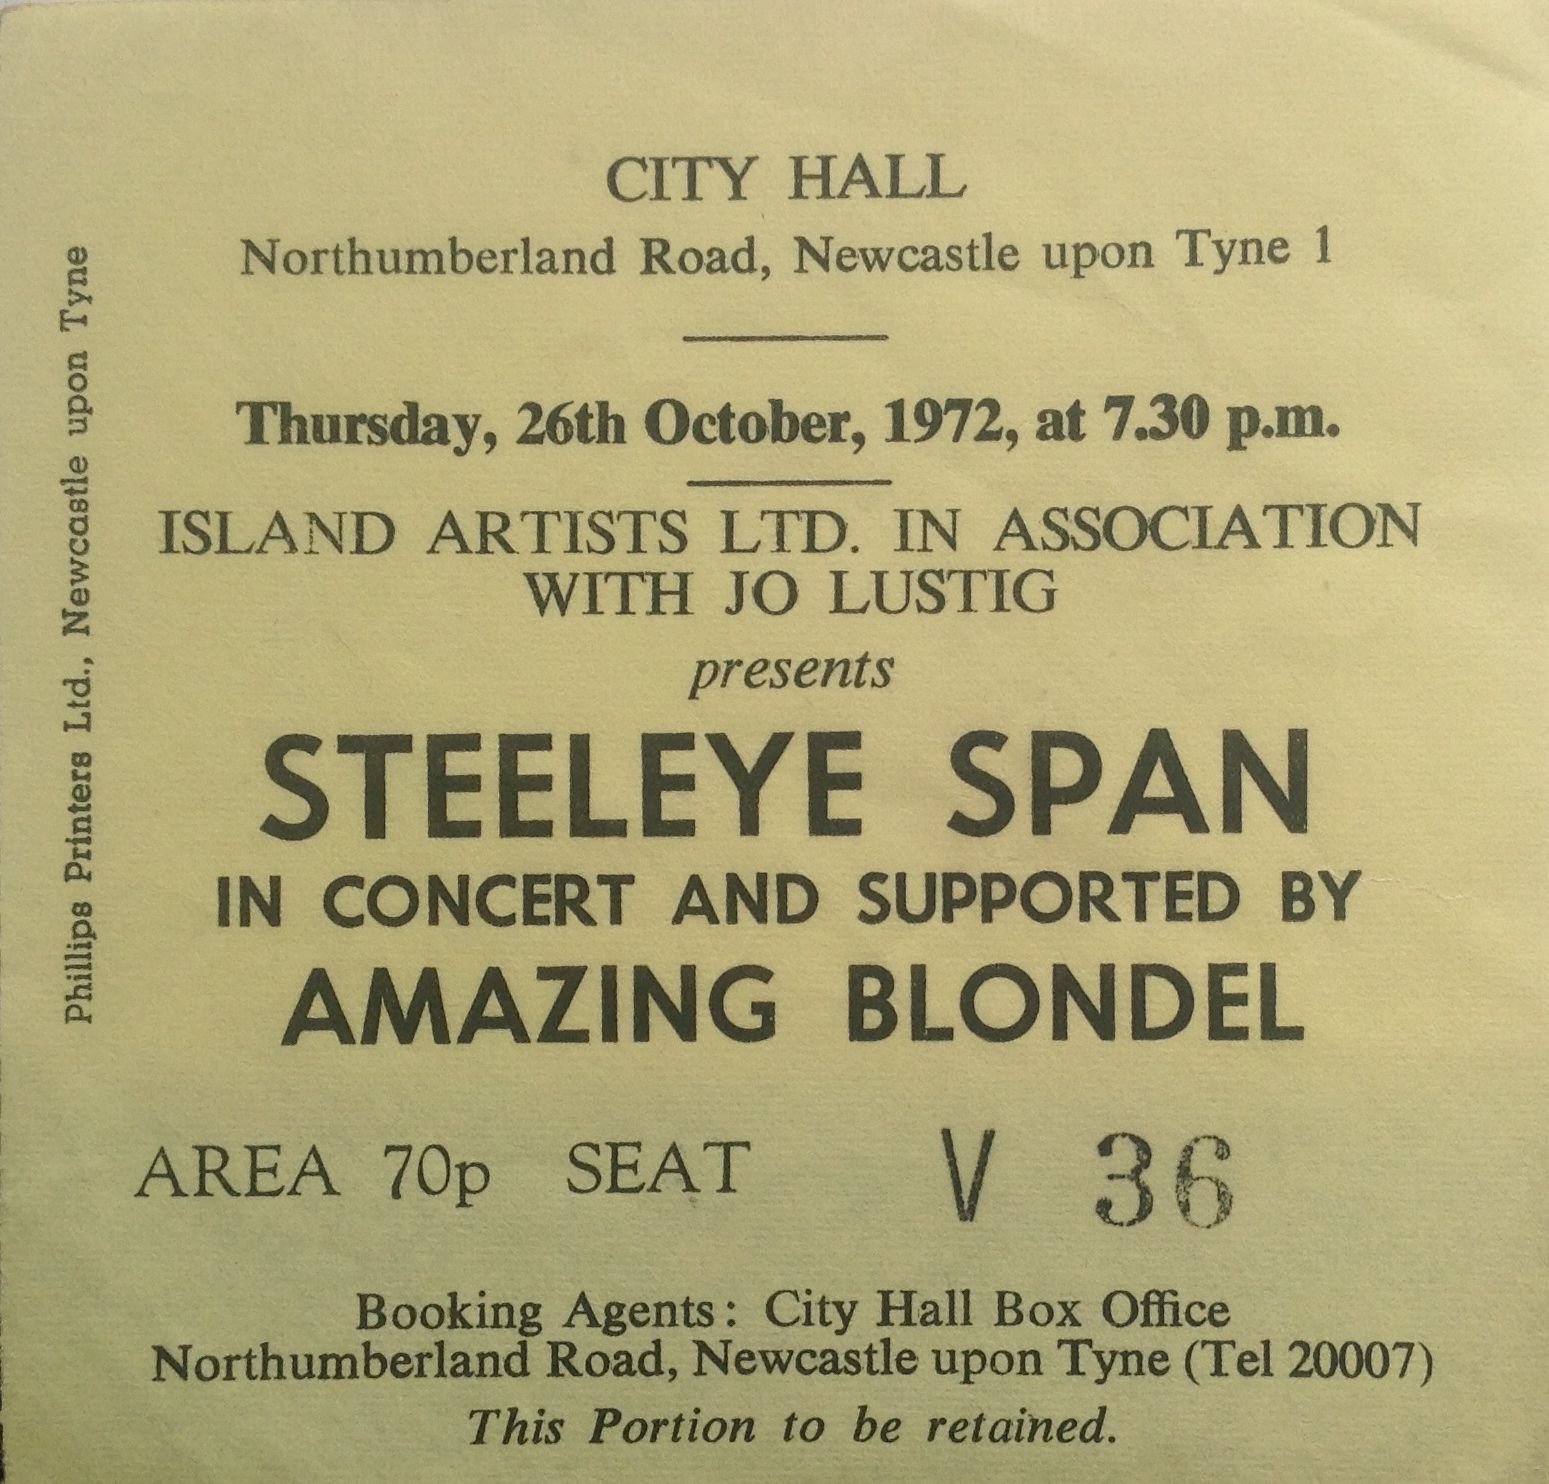 CITY HALL
Northumberland Road, Newcastle upon Tyne 1
Thursday, 26th October, 1972, at 7.30 p.m.
ISLAND ARTISTS LTD. IN ASSOCIATION
WITH JO LUSTIG
presents
STEELEYE SPAN
IN CONCERT AND SUPPORTED BY
AMAZING BLONDEL
AREA 70p SEAT V 36
Booking Agents: City Hall Box Office
Northumberland Road, Newcastle upon Tyne (Tel 20007)
This Portion to be retained.
Phillips Printers Ltd., Newcastle upon Tyne